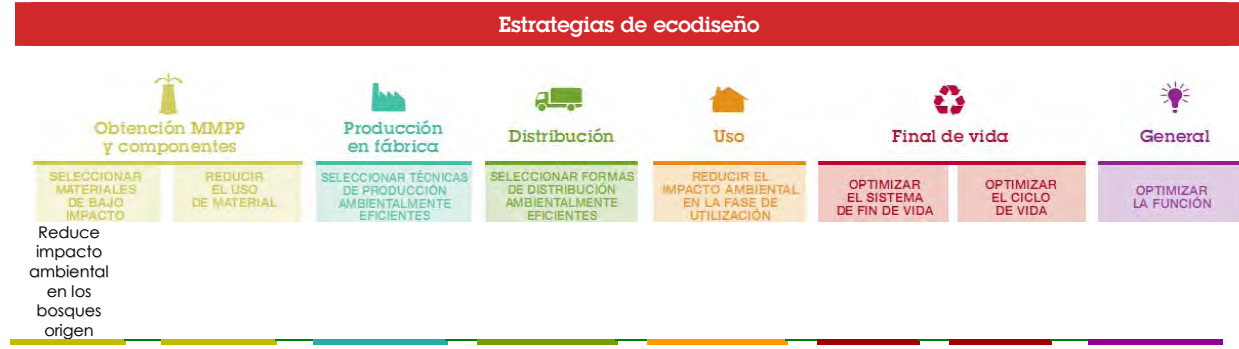 Estrategias de ecodiseño
Obtención MMPP
y componentes
Producción
en fábrica
Distribución
Uso
Final de vida
General
SELECCIONAR
MATERIALES
DE BAJO
IMPACTO
REDUCIR
EL USO
DE MATERIAL
SELECCIONAR TÉCNICAS
DE PRODUCCIÓN
AMBIENTALMENTE
EFICIENTES
SELECCIONAR FORMAS
DE DISTRIBUCIÓN
AMBIENTALMENTE
EFICIENTES
REDUCIR EL
IMPACTO AMBIENTAL
EN LA FASE DE
UTILIZACIÓN
OPTIMIZAR
EL SISTEMA
DE FIN DE VIDA
OPTIMIZAR
EL CICLO
DE VIDA
OPTIMIZAR
LA FUNCIÓN
Reduce
impacto
ambiental
en los
bosques
origen